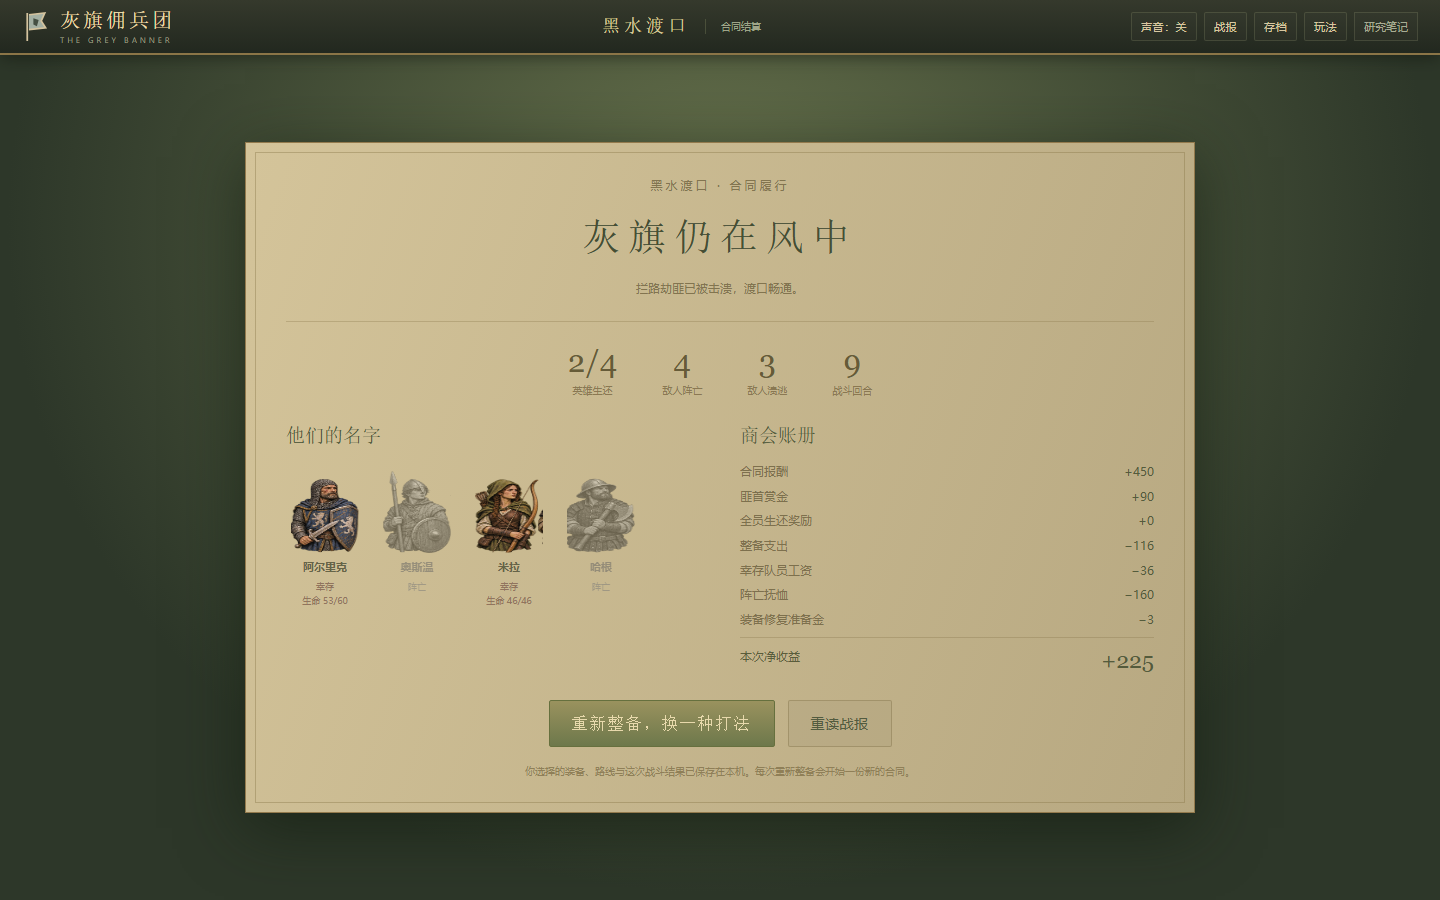 灰旗佣兵团
THE GREY BANNER
黑水渡口
合同结算
声音：关
战报
存档
玩法
研究笔记
黑水渡口 · 合同履行
灰旗仍在风中
拦路劫匪已被击溃，渡口畅通。
2/4
英雄生还
4
敌人阵亡
3
敌人溃逃
9
战斗回合
他们的名字
阿尔里克
幸存
生命 53/60
奥斯温
阵亡
米拉
幸存
生命 46/46
哈根
阵亡
商会账册
合同报酬 +450
匪首赏金 +90
全员生还奖励 +0
整备支出 −116
幸存队员工资 −36
阵亡抚恤 −160
装备修复准备金 −3
本次净收益 +225
重新整备，换一种打法
重读战报
你选择的装备、路线与这次战斗结果已保存在本机。每次重新整备会开始一份新的合同。